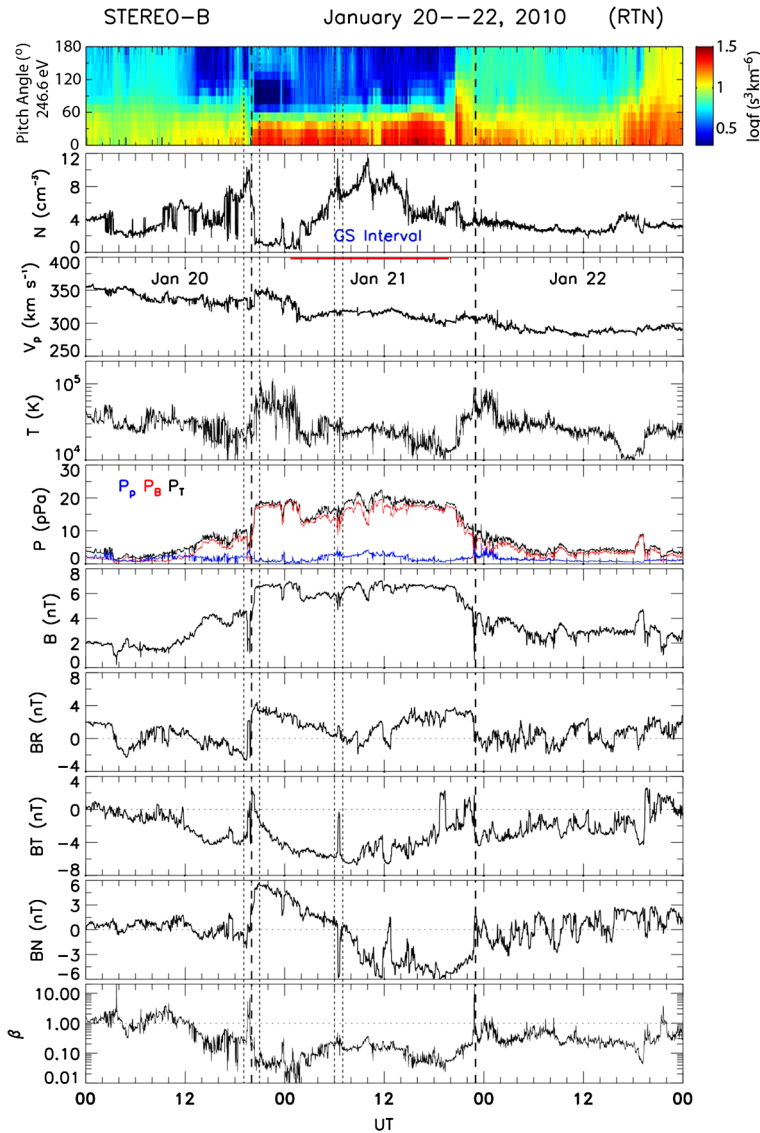 STEREO-B January 20--22, 2010 (RTN)
Pitch Angle (°)
246.6 eV
180
120
60
0
1.5
1.0
0.5
logf (s³km⁻⁶)
N (cm⁻³)
12
8
4
0
GS Interval
Vₚ (km s⁻¹)
400
350
300
250
Jan 20 Jan 21 Jan 22
T (K)
10⁵
10⁴
P (pPa)
30
20
10
0
Pₚ P_B P_T
B (nT)
8
6
4
2
0
BR (nT)
8
4
0
-4
BT (nT)
4
0
-4
-8
BN (nT)
6
3
0
-3
-6
β
10.00
1.00
0.10
0.01
00 12 00 12 00 12 00
UT